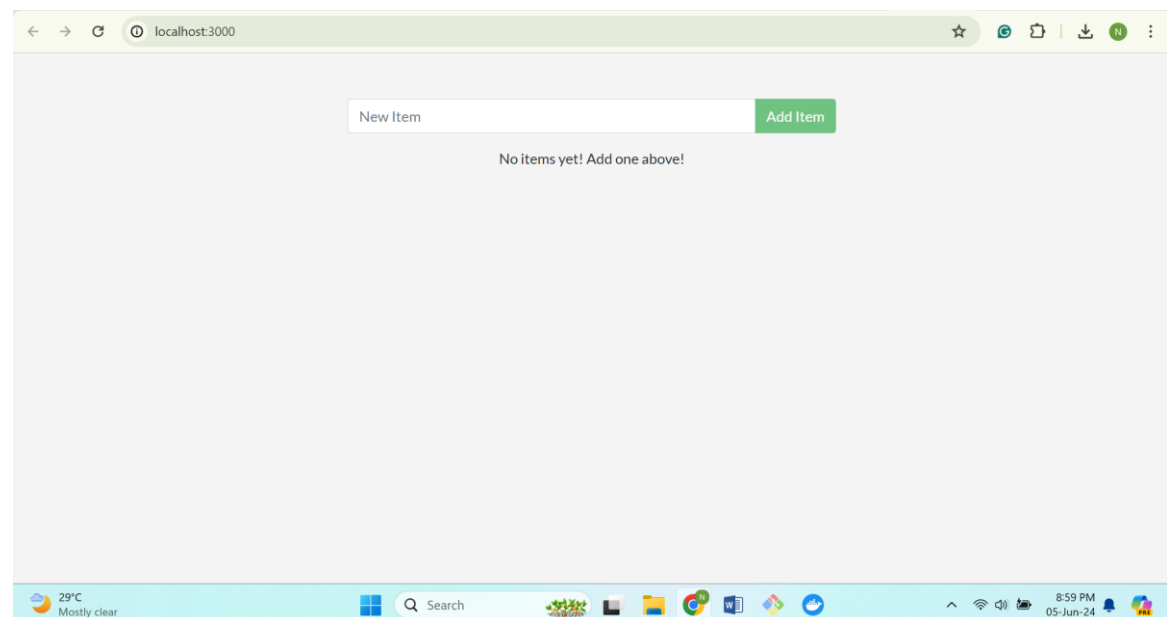 localhost:3000
N
New Item
Add Item
No items yet! Add one above!
29°C
Mostly clear
Search
N
W
8:59 PM
05-Jun-24
PRE